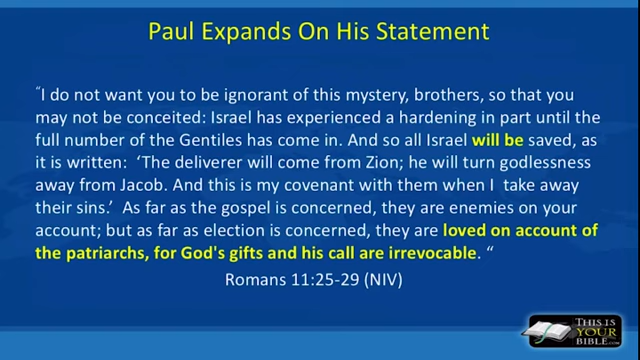 Paul Expands On His Statement
“I do not want you to be ignorant of this mystery, brothers, so that you
may not be conceited: Israel has experienced a hardening in part until the
full number of the Gentiles has come in. And so all Israel will be saved, as
it is written: ‘The deliverer will come from Zion; he will turn godlessness
away from Jacob. And this is my covenant with them when I take away
their sins.’ As far as the gospel is concerned, they are enemies on your
account; but as far as election is concerned, they are loved on account of
the patriarchs, for God's gifts and his call are irrevocable. “
Romans 11:25-29 (NIV)
THIS IS
YOUR
BIBLE.com